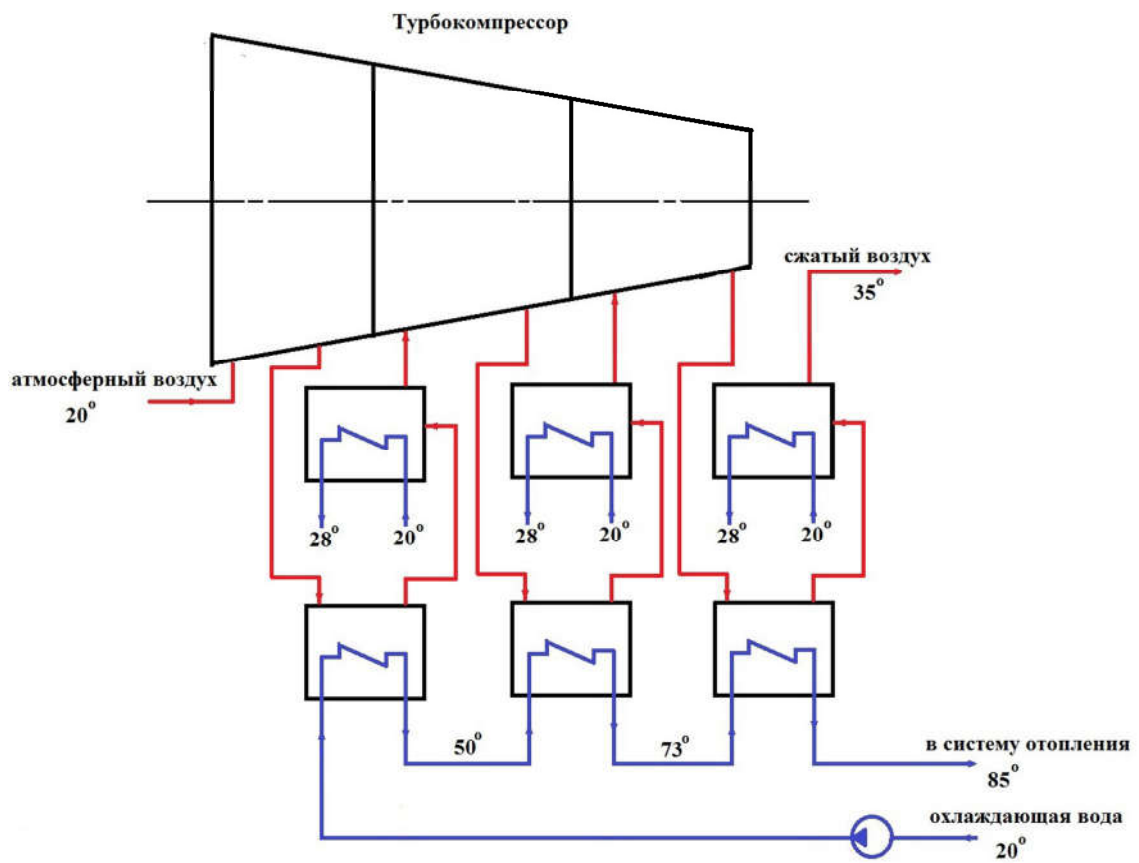 Турбокомпрессор
сжатый воздух
35°
атмосферный воздух
20°
28° 20° 28° 20° 28° 20°
50° 73°
в систему отопления
85°
охлаждающая вода
20°